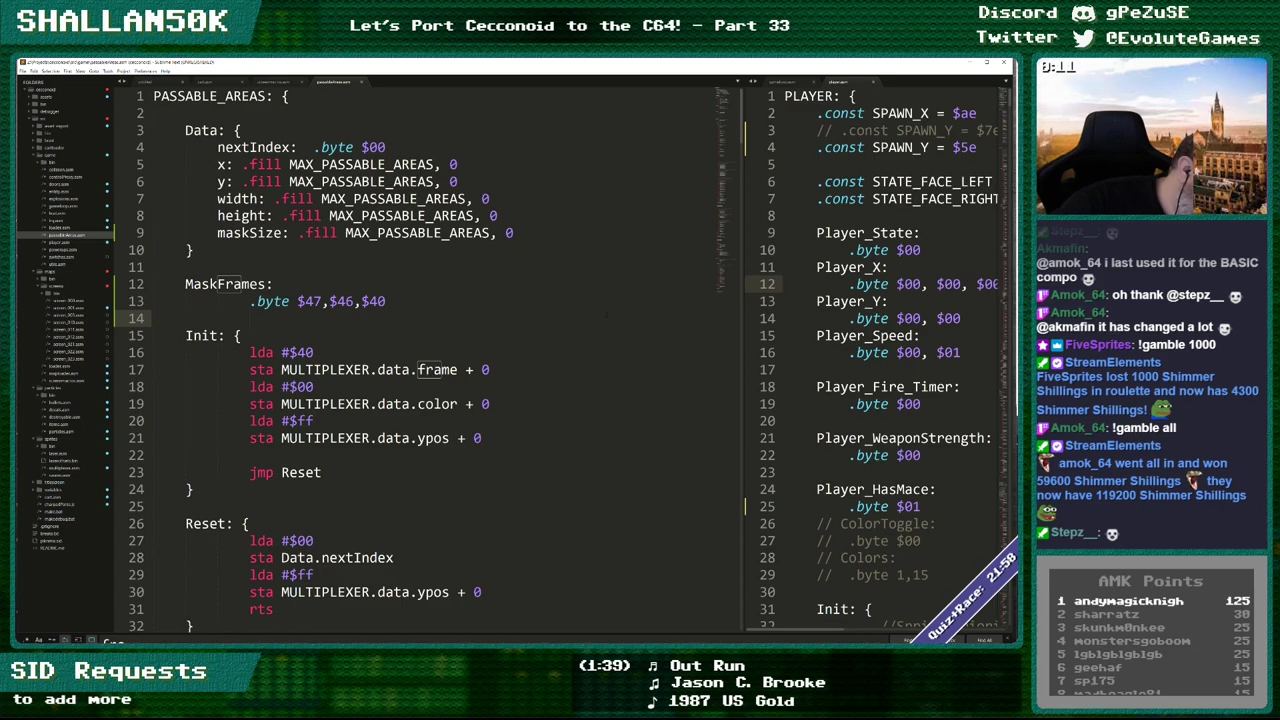 SHALLAN50K
Let's Port Cecconoid to the C64! - Part 33
Discord gPeZuSE
Twitter @EvoluteGames
0:11
FOLDERS
1 PASSABLE_AREAS: {
2
3 Data: {
4 nextIndex: .byte $00
5 x: .fill MAX_PASSABLE_AREAS, 0
6 y: .fill MAX_PASSABLE_AREAS, 0
7 width: .fill MAX_PASSABLE_AREAS, 0
8 height: .fill MAX_PASSABLE_AREAS, 0
9 maskSize: .fill MAX_PASSABLE_AREAS, 0
10 }
11
12 MaskFrames:
13 .byte $47,$46,$40
14
15 Init: {
16 lda #$40
17 sta MULTIPLEXER.data.frame + 0
18 lda #$00
19 sta MULTIPLEXER.data.color + 0
20 lda #$ff
21 sta MULTIPLEXER.data.ypos + 0
22
23 jmp Reset
24 }
25
26 Reset: {
27 lda #$00
28 sta Data.nextIndex
29 lda #$ff
30 sta MULTIPLEXER.data.ypos + 0
31 rts
32 }
1 PLAYER: {
2 .const SPAWN_X = $ae
3 // .const SPAWN_Y = $7e
4 .const SPAWN_Y = $5e
5
6 .const STATE_FACE_LEFT
7 .const STATE_FACE_RIGHT
8
9 Player_State:
10 .byte $00
11 Player_X:
12 .byte $00, $00, $00
13 Player_Y:
14 .byte $00, $00
15 Player_Speed:
16 .byte $00, $01
17
18 Player_Fire_Timer:
19 .byte $00
20
21 Player_WeaponStrength:
22 .byte $00
23
24 Player_HasMace:
25 .byte $01
26 // ColorToggle:
27 // .byte $00
28 // Colors:
29 // .byte 1,15
30
31 Init: {
32
Quiz/Race: 21:58
Stepz__:
Akmafin:
@amok_64 i last used it for the BASIC
compo
Amok_64: oh thank @stepz__
Amok_64:
@akmafin it has changed a lot
FiveSprites: !gamble 1000
StreamElements
FiveSprites lost 1000 Shimmer
Shillings in roulette and now has 4300
Shimmer Shillings!
Amok_64: !gamble all
StreamElements
amok_64 went all in and won
59600 Shimmer Shillings they
now have 119200 Shimmer Shillings
Stepz__:
AMK Points
1 andymagicknigh 125
2 sharratz 30
3 skunkm0nkee 25
4 monstersgoboom 25
5 lgblgblgblgb 25
6 geehaf 15
7 sp175 15
SID Requests
to add more
(1:39) Out Run
Jason C. Brooke
1987 US Gold